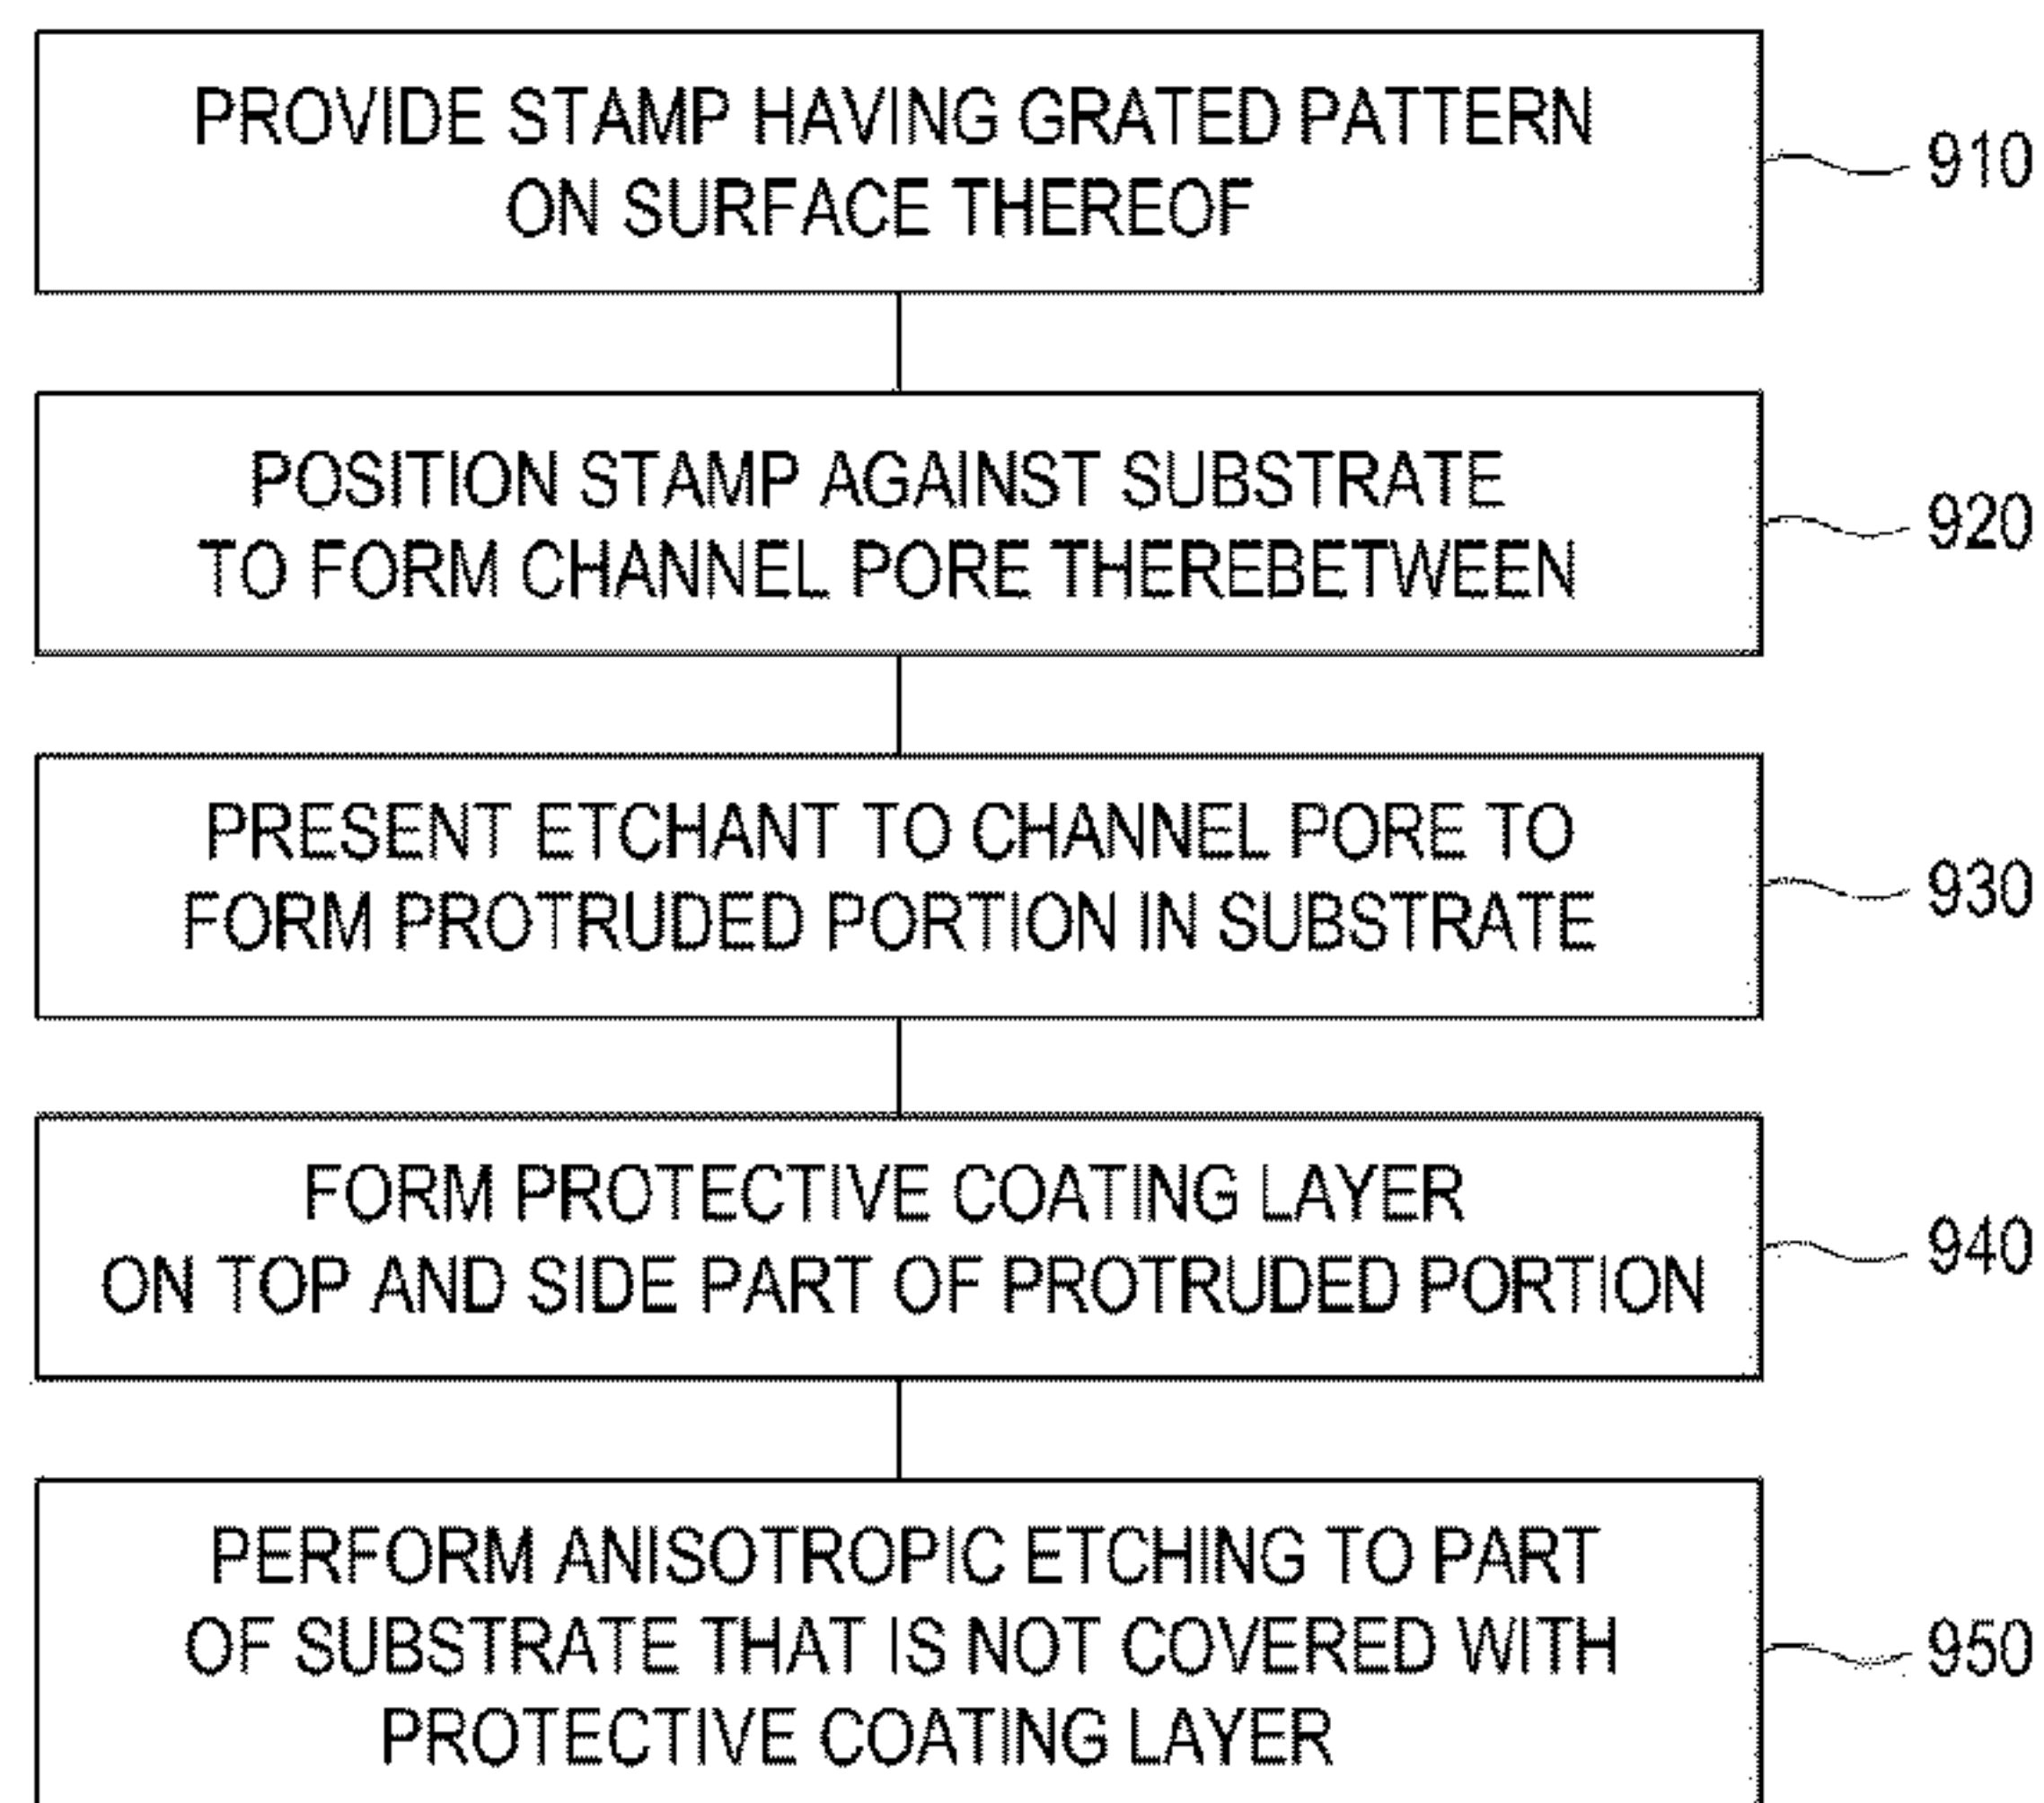 PROVIDE STAMP HAVING GRATED PATTERN
ON SURFACE THEREOF
910
POSITION STAMP AGAINST SUBSTRATE
TO FORM CHANNEL PORE THEREBETWEEN
920
PRESENT ETCHANT TO CHANNEL PORE TO
FORM PROTRUDED PORTION IN SUBSTRATE
930
FORM PROTECTIVE COATING LAYER
ON TOP AND SIDE PART OF PROTRUDED PORTION
940
PERFORM ANISOTROPIC ETCHING TO PART
OF SUBSTRATE THAT IS NOT COVERED WITH
PROTECTIVE COATING LAYER
950